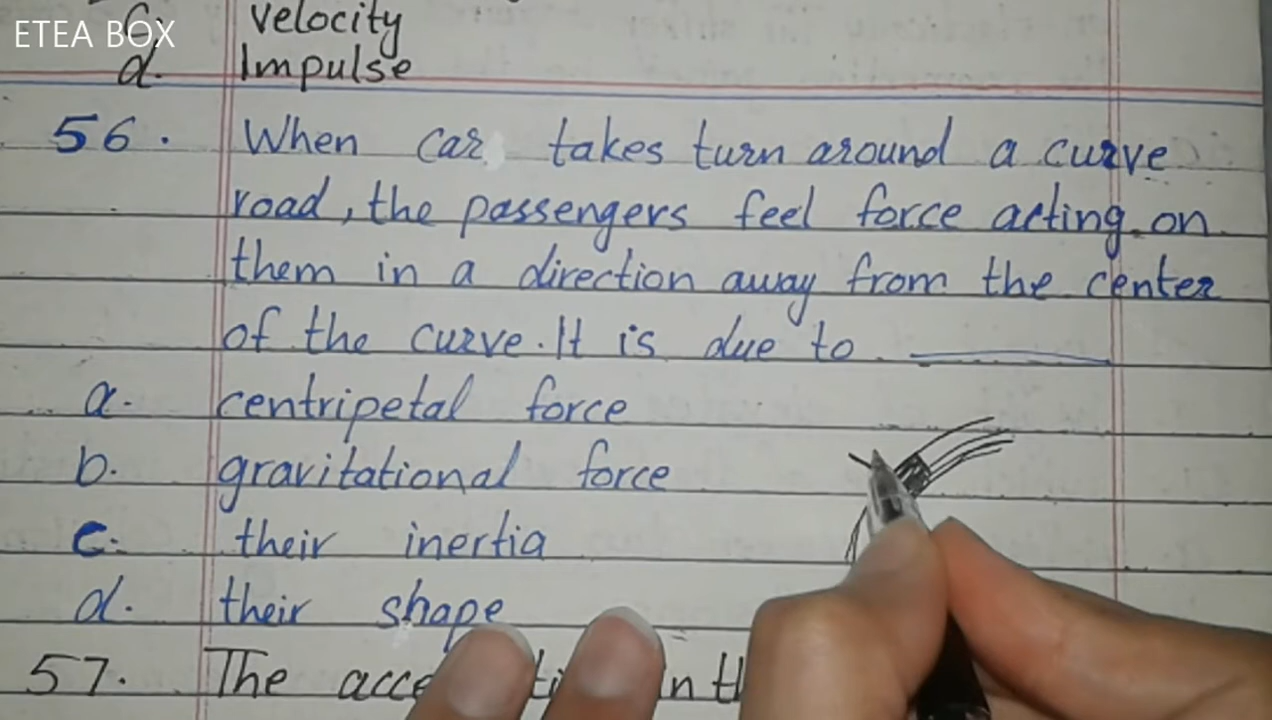 ETEA BOX
c. velocity
d. Impulse
56. When car takes turn around a curve
road, the passengers feel force acting on
them in a direction away from the center
of the curve. It is due to ______
a. centripetal force
b. gravitational force
c. their inertia
d. their shape
57. The